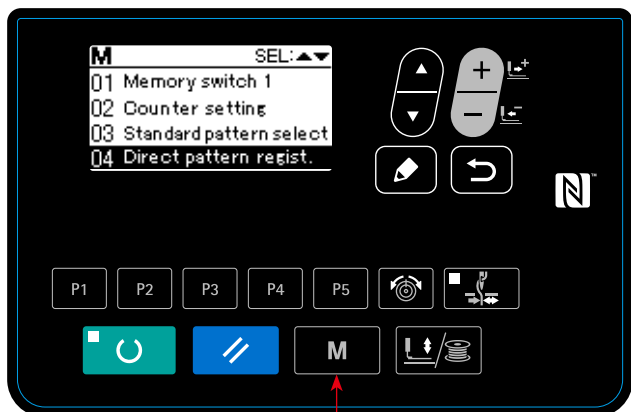 M SEL:▲▼
01 Memory switch 1
02 Counter setting
03 Standard pattern select
04 Direct pattern regist.
P1 P2 P3 P4 P5
M